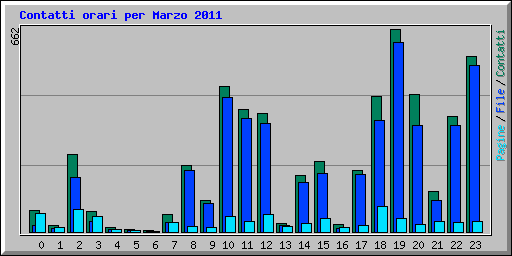 Contatti orari per Marzo 2011
662
Pagine / File / Contatti
0 1 2 3 4 5 6 7 8 9 10 11 12 13 14 15 16 17 18 19 20 21 22 23